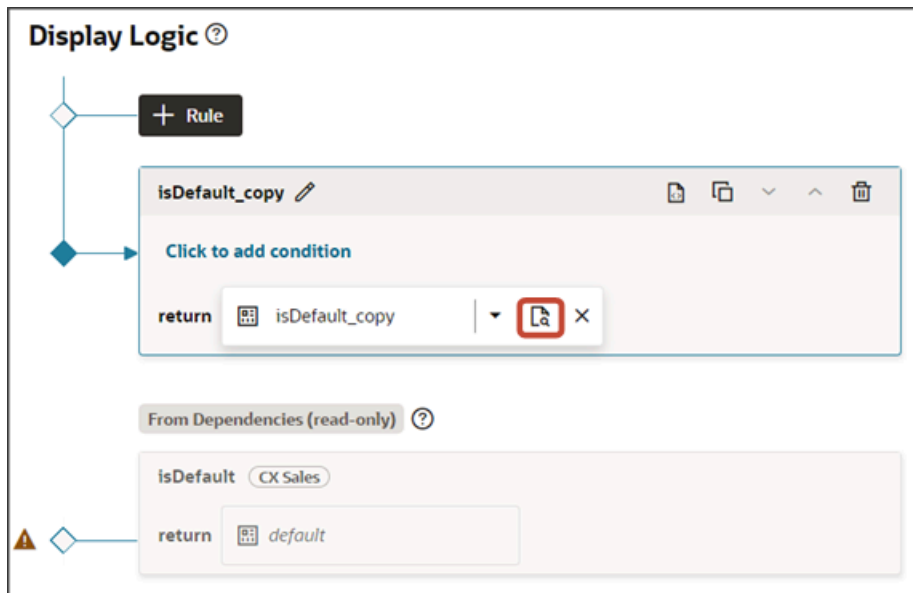 Display Logic
+ Rule
isDefault_copy
Click to add condition
return isDefault_copy
From Dependencies (read-only)
isDefault CX Sales
return default